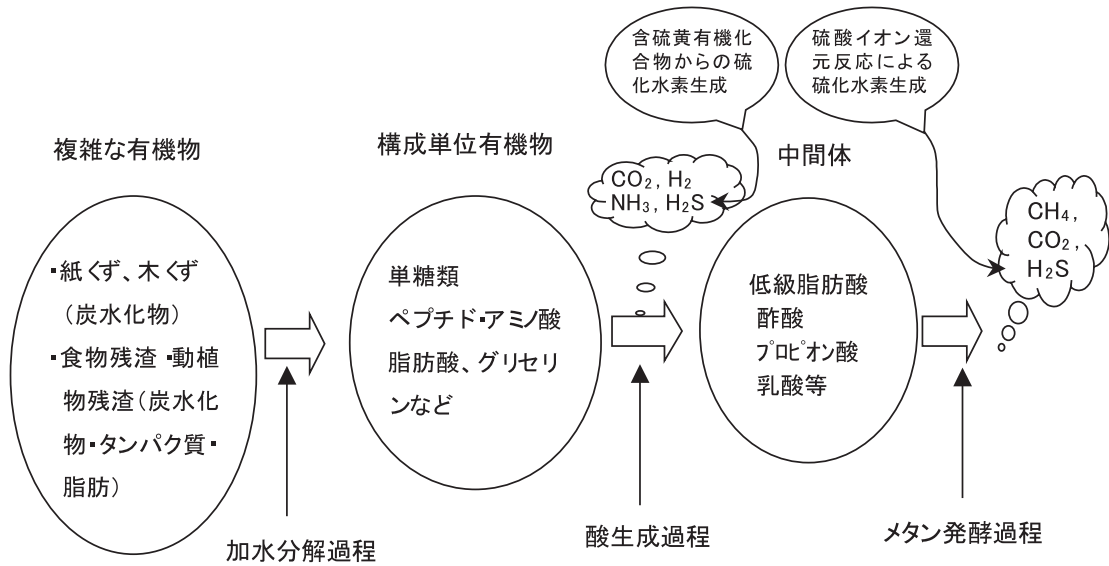 含硫黄有機化
合物からの硫
化水素生成
硫酸イオン還
元反応による
硫化水素生成
複雑な有機物
構成単位有機物
中間体
CO₂, H₂
NH₃, H₂S
CH₄,
CO₂,
H₂S
・紙くず、木くず
(炭水化物)
・食物残渣・動植
物残渣(炭水化
物・タンパク質・
脂肪)
単糖類
ペプチド・アミノ酸
脂肪酸、グリセリ
ンなど
低級脂肪酸
酢酸
プロピオン酸
乳酸等
加水分解過程
酸生成過程
メタン発酵過程